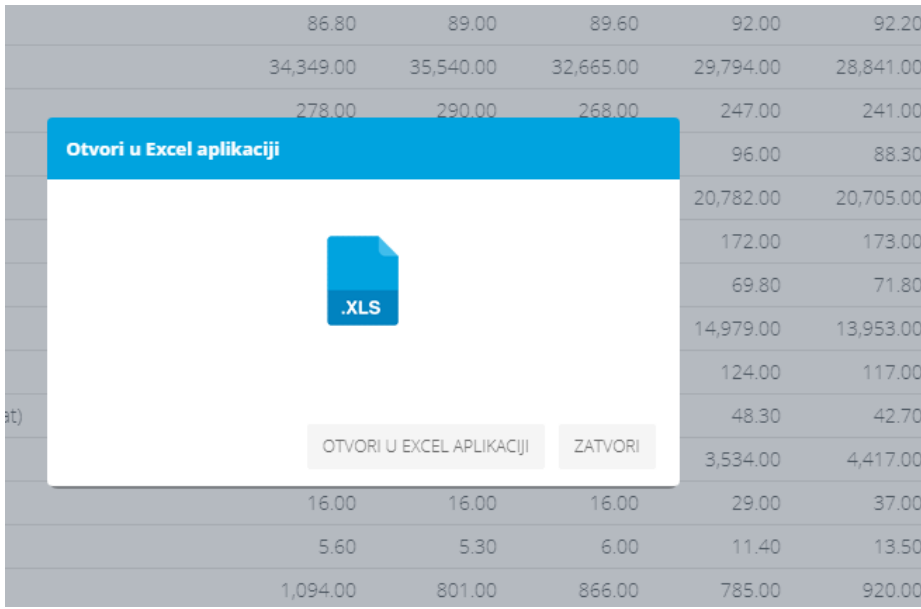 86.80 89.00 89.60 92.00 92.20
34,349.00 35,540.00 32,665.00 29,794.00 28,841.00
278.00 290.00 268.00 247.00 241.00
Otvori u Excel aplikaciji
96.00 88.30
20,782.00 20,705.00
172.00 173.00
69.80 71.80
.XLS
14,979.00 13,953.00
124.00 117.00
at) 48.30 42.70
OTVORI U EXCEL APLIKACIJI ZATVORI
3,534.00 4,417.00
16.00 16.00 16.00 29.00 37.00
5.60 5.30 6.00 11.40 13.50
1,094.00 801.00 866.00 785.00 920.00